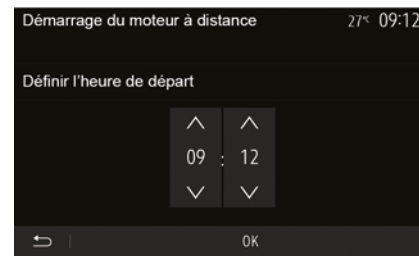 Démarrage du moteur à distance 27°C 09:12
Définir l'heure de départ
09 : 12
OK